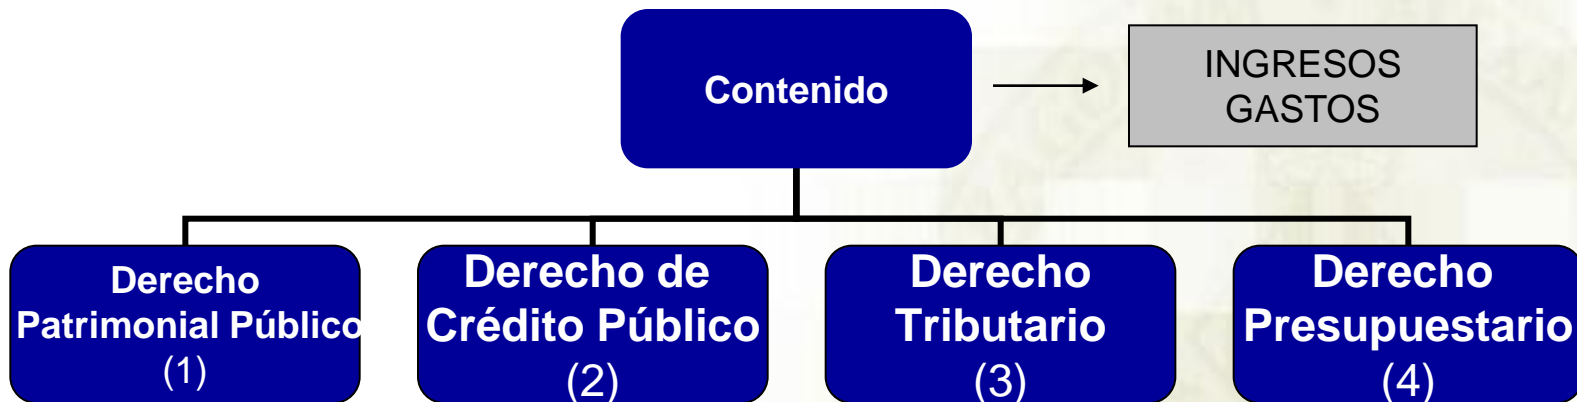 Contenido
INGRESOS
GASTOS
Derecho
Patrimonial Público
(1)
Derecho de
Crédito Público
(2)
Derecho
Tributario
(3)
Derecho
Presupuestario
(4)